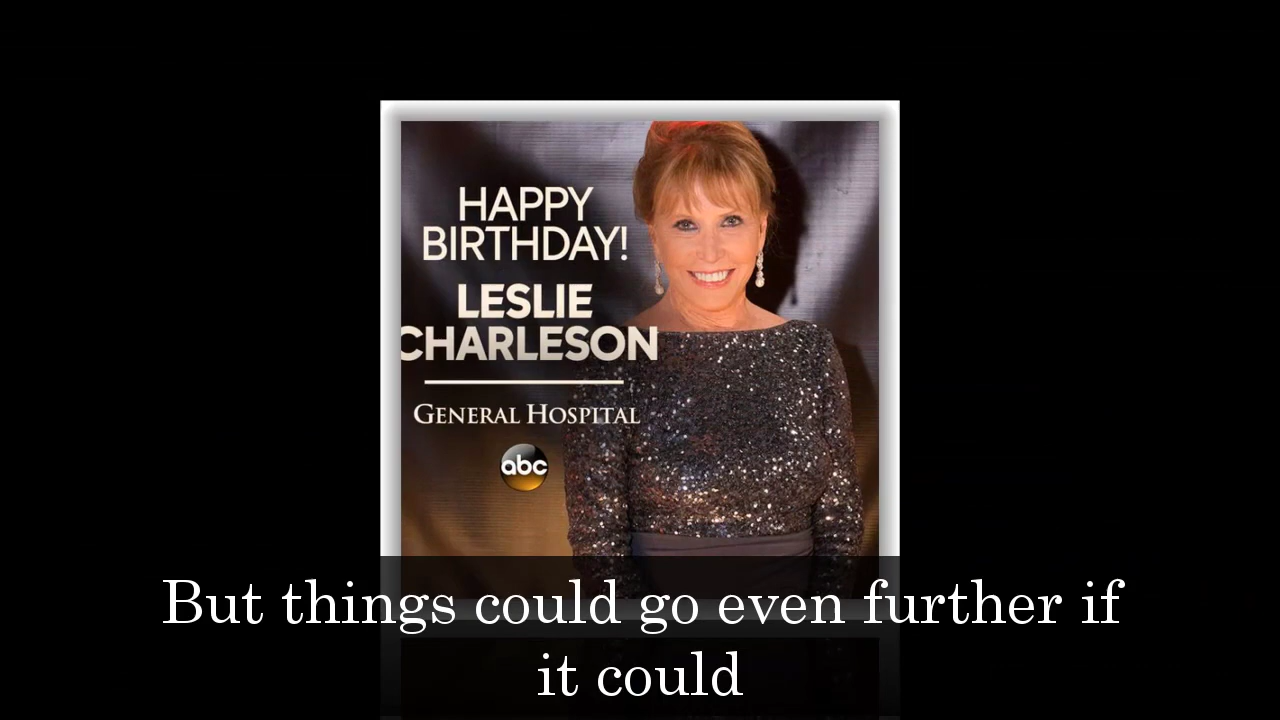 HAPPY
BIRTHDAY!
LESLIE
CHARLESON
GENERAL HOSPITAL
abc
But things could go even further if
it could